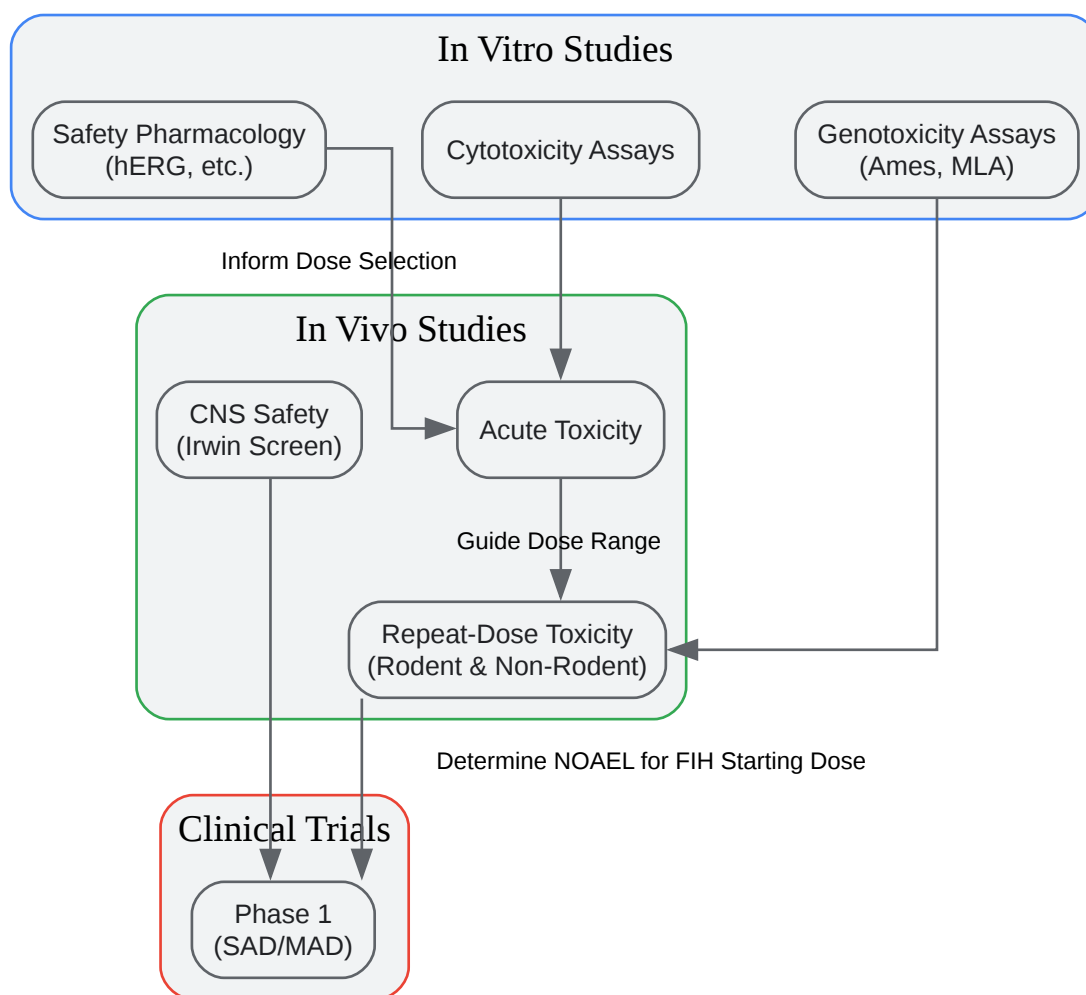 In Vitro Studies
Safety Pharmacology
(hERG, etc.)
Cytotoxicity Assays
Genotoxicity Assays
(Ames, MLA)
Inform Dose Selection
In Vivo Studies
CNS Safety
(Irwin Screen)
Acute Toxicity
Guide Dose Range
Repeat-Dose Toxicity
(Rodent & Non-Rodent)
Determine NOAEL for FIH Starting Dose
Clinical Trials
Phase 1
(SAD/MAD)